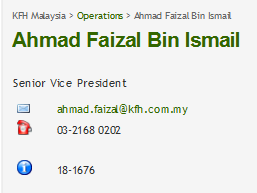 KFH Malaysia > Operations > Ahmad Faizal Bin Ismail
Ahmad Faizal Bin Ismail
Senior Vice President
ahmad.faizal@kfh.com.my
03-2168 0202
18-1676